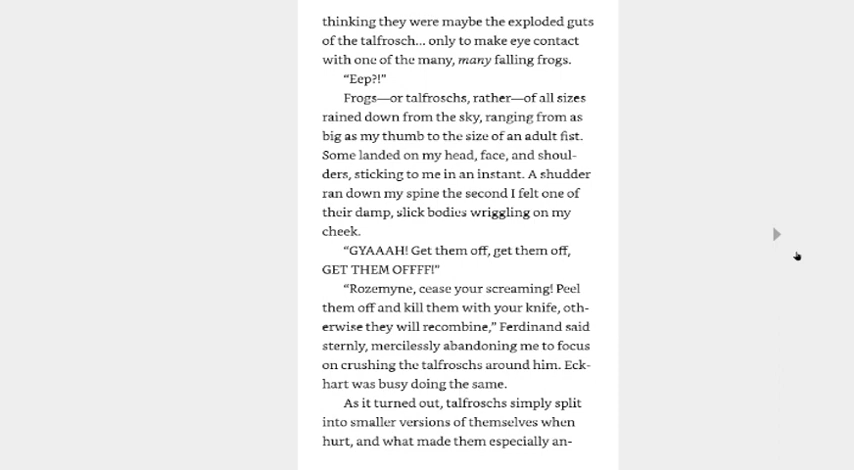 thinking they were maybe the exploded guts
of the talfrosch... only to make eye contact
with one of the many, many falling frogs.
“Eep?!”
Frogs—or talfroschs, rather—of all sizes
rained down from the sky, ranging from as
big as my thumb to the size of an adult fist.
Some landed on my head, face, and shoul-
ders, sticking to me in an instant. A shudder
ran down my spine the second I felt one of
their damp, slick bodies wriggling on my
cheek.
“GYAAAH! Get them off, get them off,
GET THEM OFFFF!”
“Rozemyne, cease your screaming! Peel
them off and kill them with your knife, oth-
erwise they will recombine,” Ferdinand said
sternly, mercilessly abandoning me to focus
on crushing the talfroschs around him. Eck-
hart was busy doing the same.
As it turned out, talfroschs simply split
into smaller versions of themselves when
hurt, and what made them especially an-